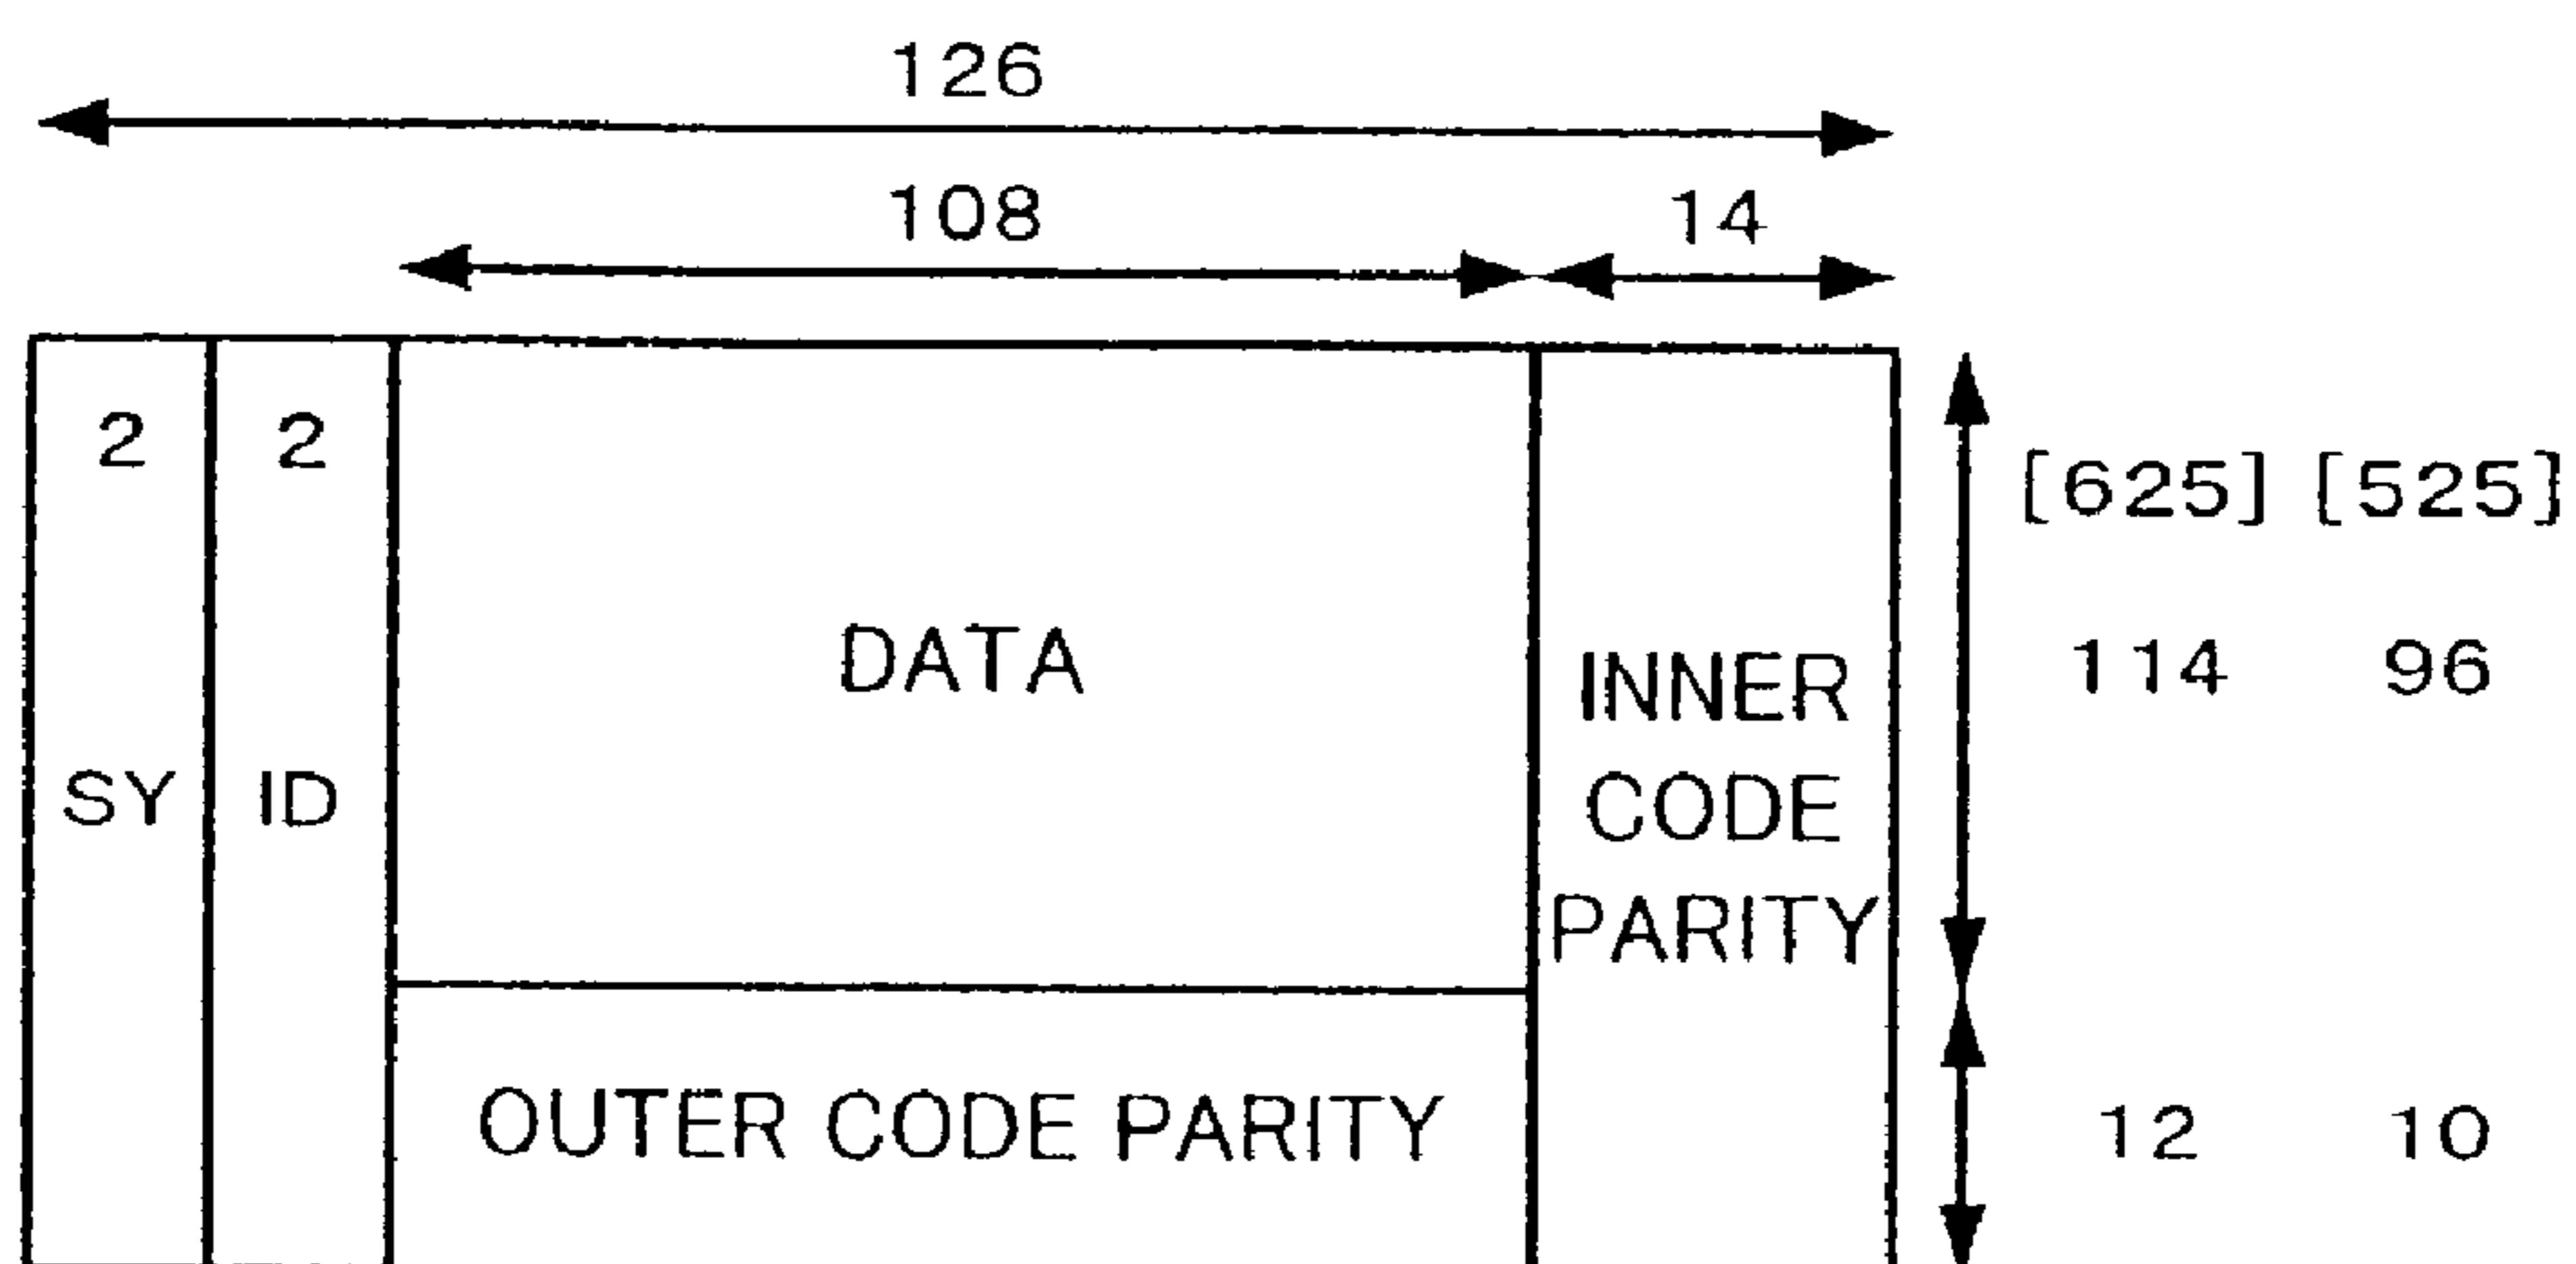 126
108 14
2 2
[625] [525]
DATA
114 96
INNER
CODE
PARITY
SY ID
OUTER CODE PARITY
12 10